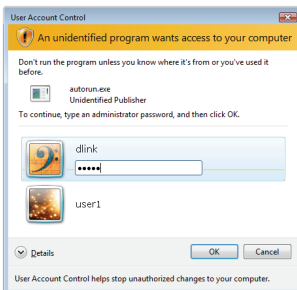 User Account Control
An unidentified program wants access to your computer
Don't run the program unless you know where it's from or you've used it
before.
autorun.exe
Unidentified Publisher
To continue, type an administrator password, and then click OK.
dlink
•••••
user1
Details
OK
Cancel
User Account Control helps stop unauthorized changes to your computer.